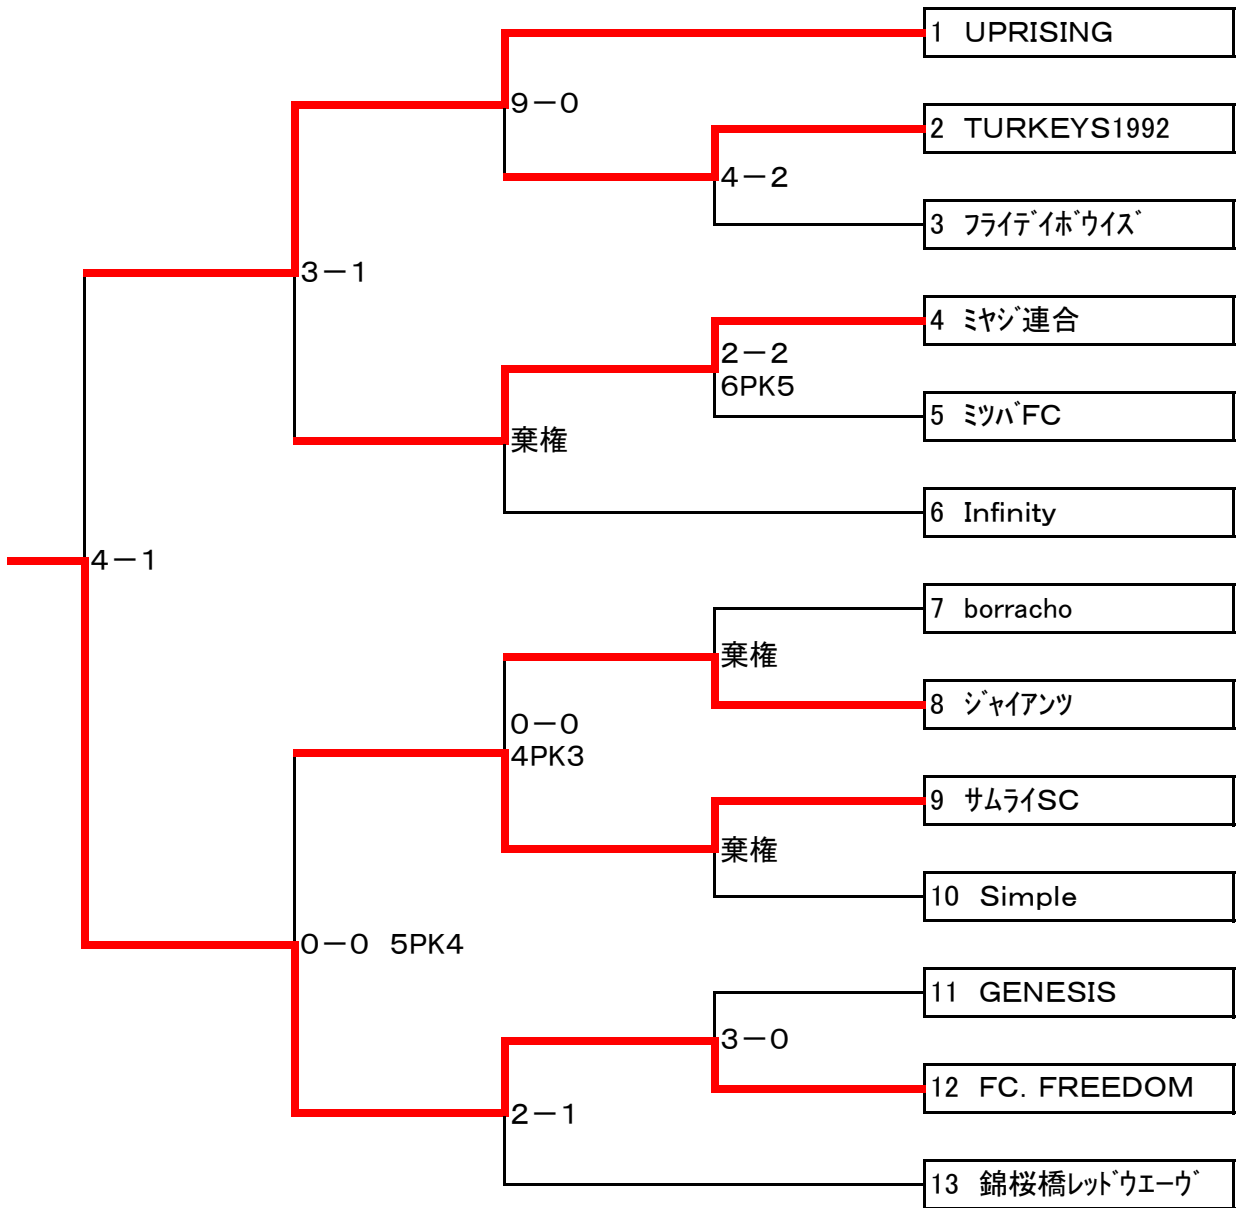 1 UPRISING
9－0
2 TURKEYS1992
4－2
3 ﾌﾗｲﾃﾞｲﾎﾞｳｲｽﾞ
3－1
4 ﾐﾔｼﾞ連合
2－2
6PK5
5 ﾐﾂﾊﾞFC
棄権
6 Infinity
4－1
7 borracho
棄権
8 ｼﾞｬｲｱﾝﾂ
0－0
4PK3
9 ｻﾑﾗｲSC
棄権
10 Simple
0－0 5PK4
11 GENESIS
3－0
12 FC．FREEDOM
2－1
13 錦桜橋ﾚｯﾄﾞｳエーｳﾞ